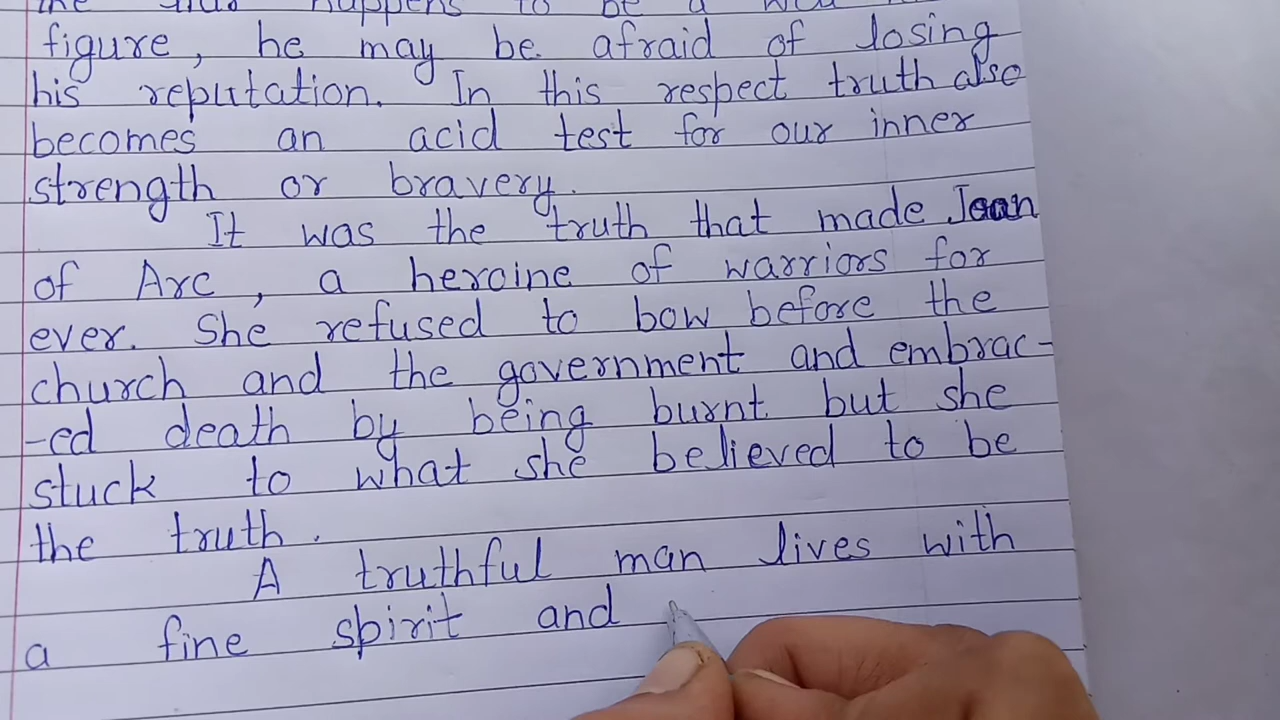 happens to be a
figure, he may be afraid of losing
his reputation. In this respect truth also
becomes an acid test for our inner
strength or bravery.
It was the truth that made Joan
of Arc, a heroine of warriors for
ever. She refused to bow before the
church and the government and embrac-
-ed death by being burnt but she
stuck to what she believed to be
the truth.
A truthful man lives with
a fine spirit and